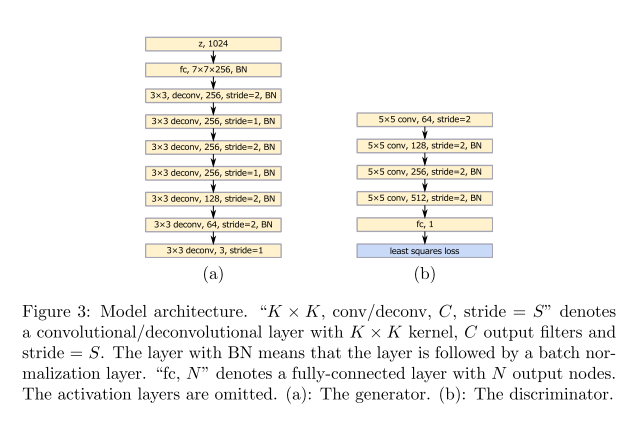 z, 1024
fc, 7×7×256, BN
3×3, deconv, 256, stride=2, BN
3×3 deconv, 256, stride=1, BN
3×3 deconv, 256, stride=2, BN
3×3 deconv, 256, stride=1, BN
3×3 deconv, 128, stride=2, BN
3×3 deconv, 64, stride=2, BN
3×3 deconv, 3, stride=1
(a)
5×5 conv, 64, stride=2
5×5 conv, 128, stride=2, BN
5×5 conv, 256, stride=2, BN
5×5 conv, 512, stride=2, BN
fc, 1
least squares loss
(b)
Figure 3: Model architecture. “K × K, conv/deconv, C, stride = S” denotes
a convolutional/deconvolutional layer with K × K kernel, C output filters and
stride = S. The layer with BN means that the layer is followed by a batch nor-
malization layer. “fc, N” denotes a fully-connected layer with N output nodes.
The activation layers are omitted. (a): The generator. (b): The discriminator.